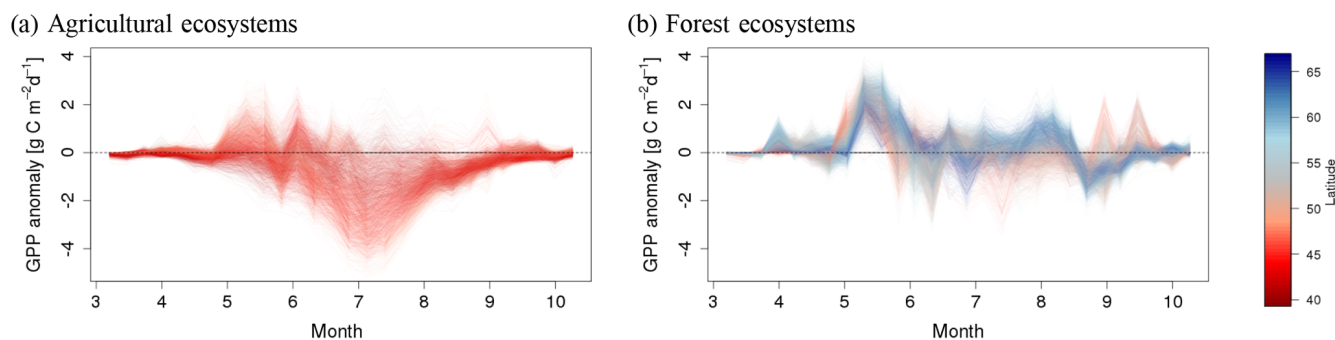 (a) Agricultural ecosystems
(b) Forest ecosystems
GPP anomaly [g C m⁻²d⁻¹]
4
2
0
-2
-4
3 4 5 6 7 8 9 10
Month
GPP anomaly [g C m⁻²d⁻¹]
4
2
0
-2
-4
3 4 5 6 7 8 9 10
Month
65
60
55
50
45
40
Latitude